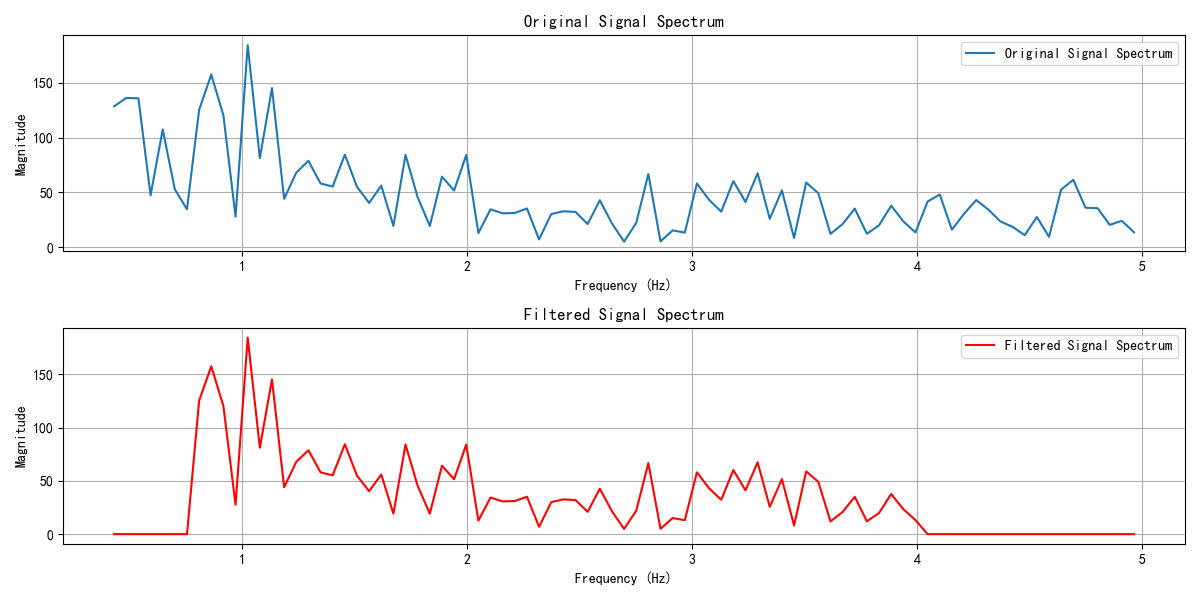 Original Signal Spectrum
Original Signal Spectrum
Magnitude
150
100
50
0
1 2 3 4 5
Frequency (Hz)
Filtered Signal Spectrum
Filtered Signal Spectrum
Magnitude
150
100
50
0
1 2 3 4 5
Frequency (Hz)